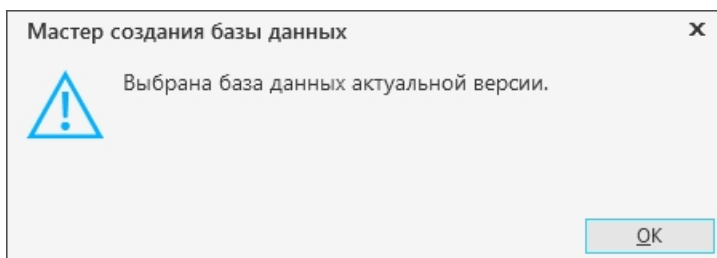 Мастер создания базы данных
Выбрана база данных актуальной версии.
OK